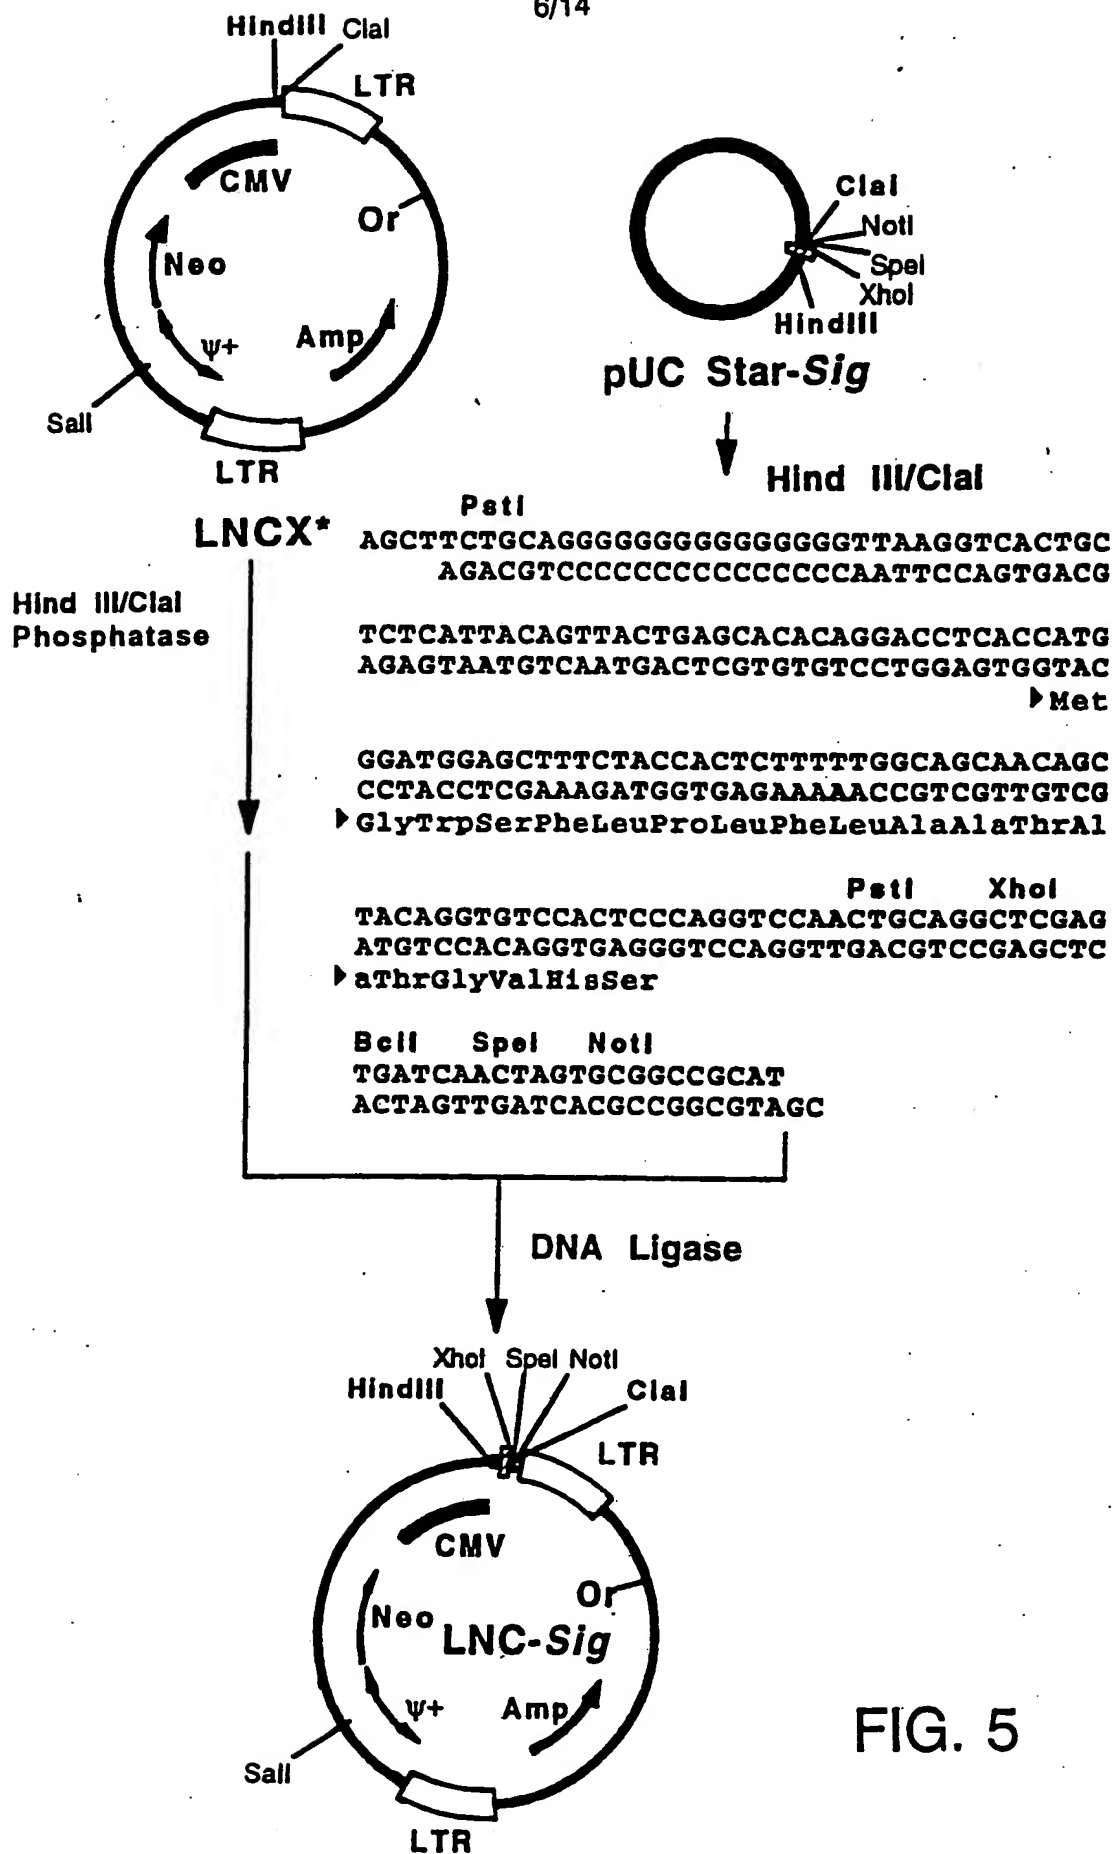 6/14
HindIII ClaI
LTR
CMV
Or
Neo
Amp
ψ+
SalI
LTR
LNCX*
ClaI
NotI
SpeI
XhoI
HindIII
pUC Star-Sig
Hind III/ClaI
Hind III/ClaI
Phosphatase
PstI
AGCTTCTGCAGGGGGGGGGGGGGGGTTAAGGTCACTGC
AGACGTCCCCCCCCCCCCCCCAATTCCAGTGACG
TCTCATTACAGTTACTGAGCACACAGGACCTCACCATG
AGAGTAATGTCAATGACTCGTGTGTCCTGGAGTGGTAC
Met
GGATGGAGCTTTCTACCACTCTTTTTGGCAGCAACAGC
CCTACCTCGAAAGATGGTGAGAAAAACCGTCGTTGTCG
GlyTrpSerPheLeuProLeuPheLeuAlaAlaThrAl
PstI XhoI
TACAGGTGTCCACTCCCAGGTCCAACTGCAGGCTCGAG
ATGTCCACAGGTGAGGGTCCAGGTTGACGTCCGAGCTC
aThrGlyValHisSer
BclI SpeI NotI
TGATCAACTAGTGCGGCCGCAT
ACTAGTTGATCACGCCGGCGTAGC
DNA Ligase
XhoI SpeI NotI
HindIII ClaI
LTR
CMV
Or
Neo
LNC-Sig
ψ+
Amp
SalI
LTR
FIG. 5